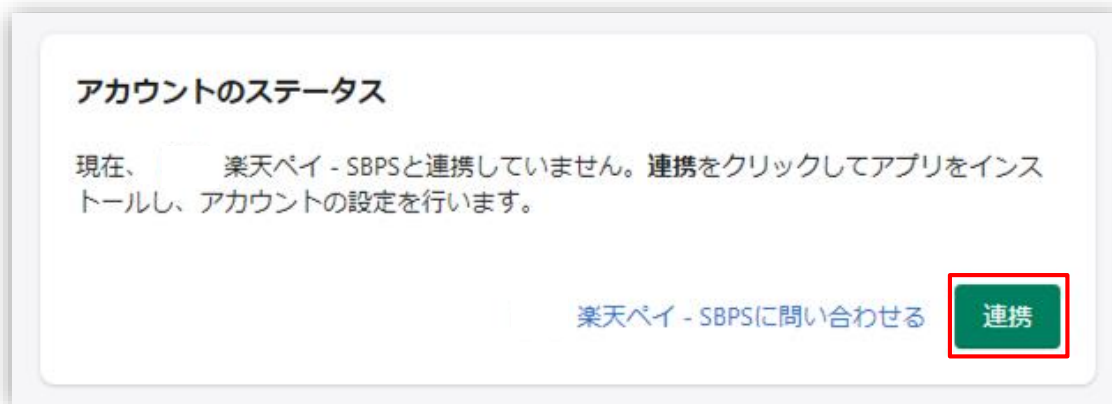 アカウントのステータス
現在、 楽天ペイ - SBPSと連携していません。連携をクリックしてアプリをインス
トールし、アカウントの設定を行います。
楽天ペイ - SBPSに問い合わせる 連携